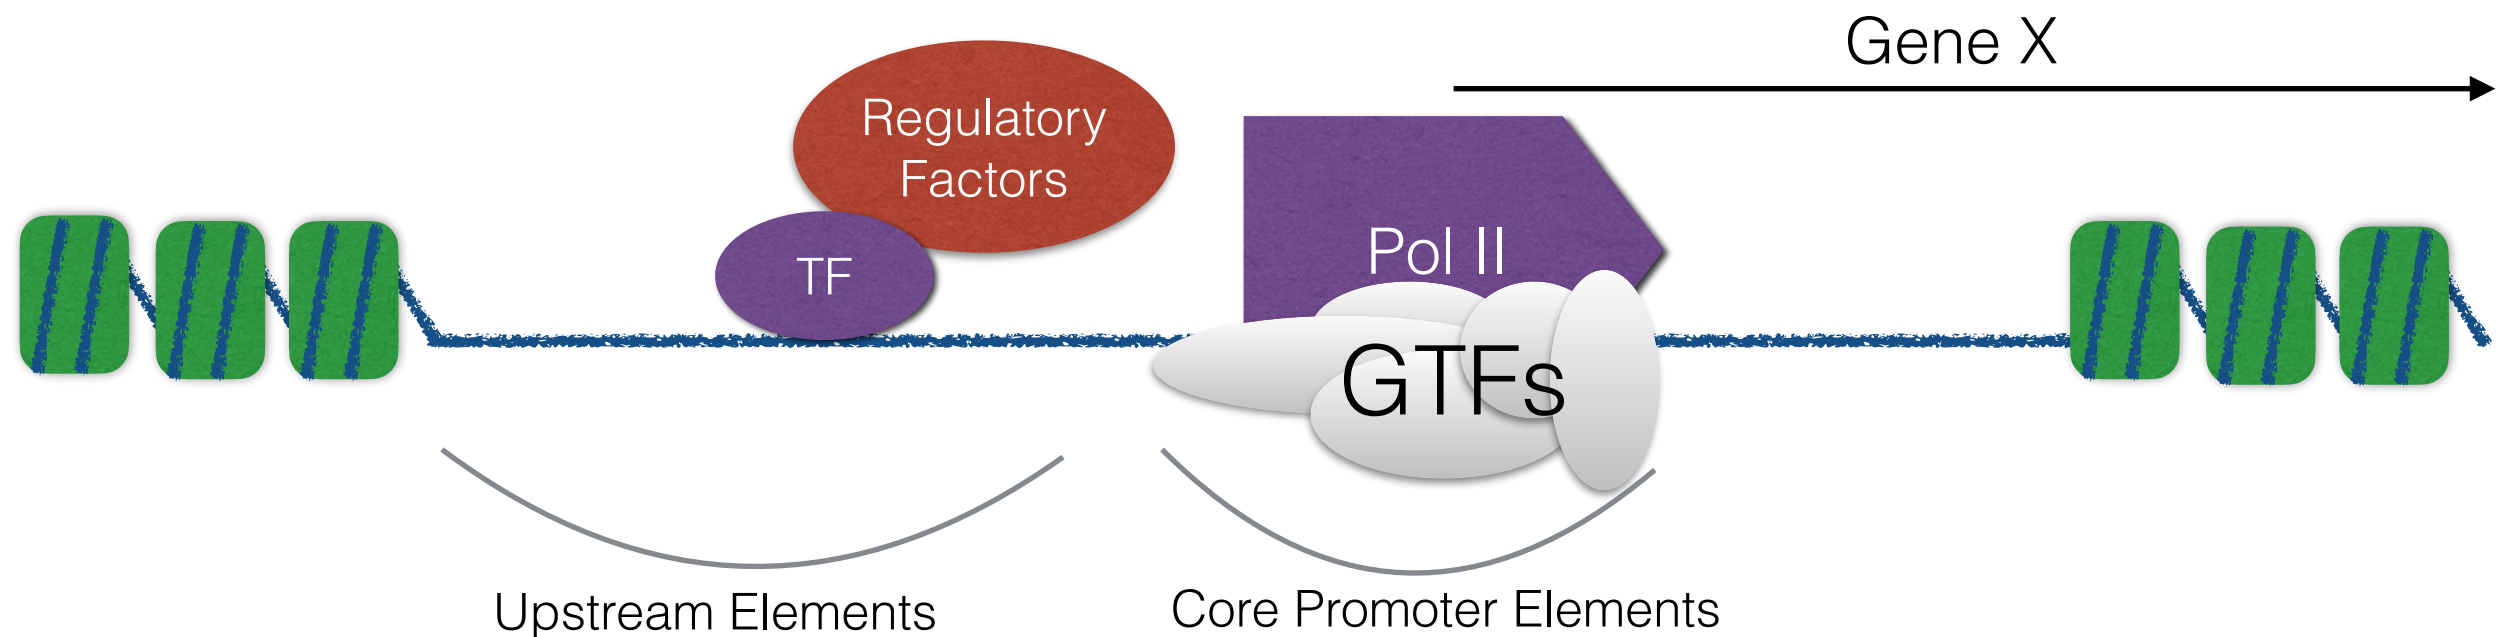 Gene X
Regulatory
Factors
TF
Pol II
GTFs
Upstream Elements
Core Promoter Elements